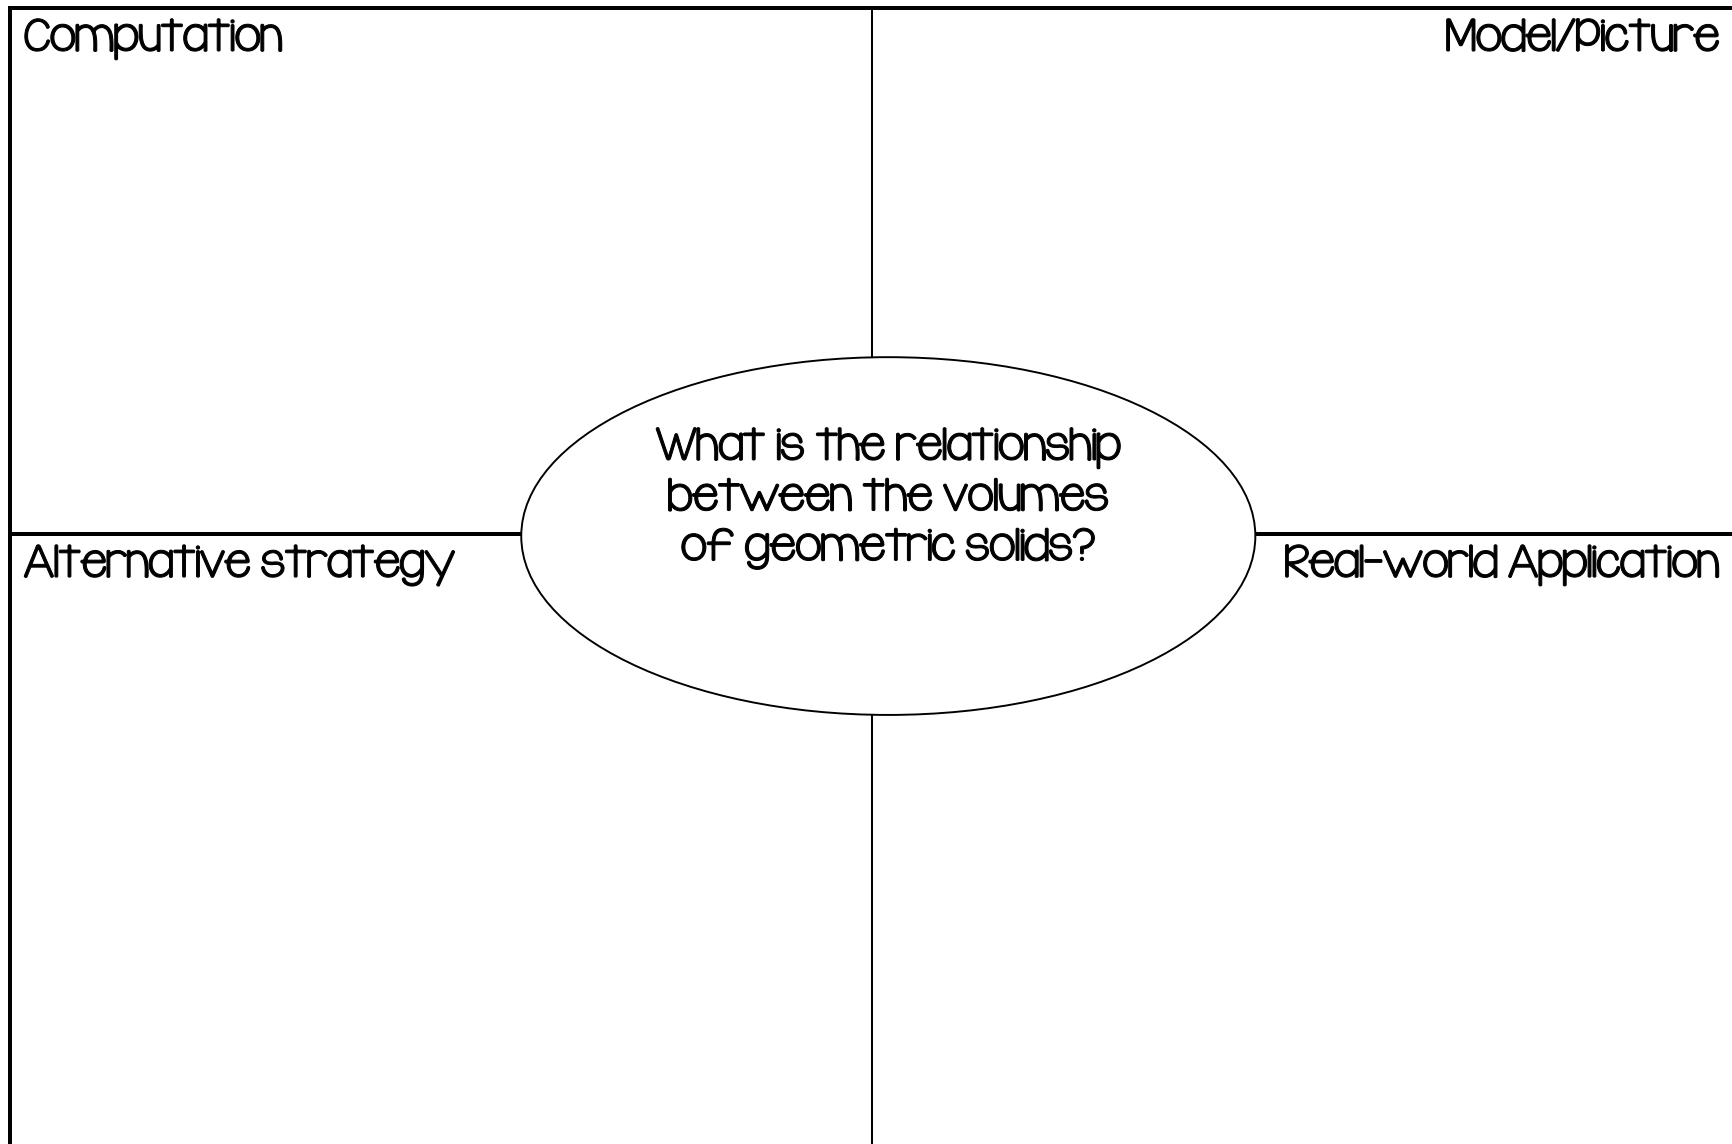 Computation
Model/Picture
What is the relationship
between the volumes
of geometric solids?
Alternative strategy
Real-world Application